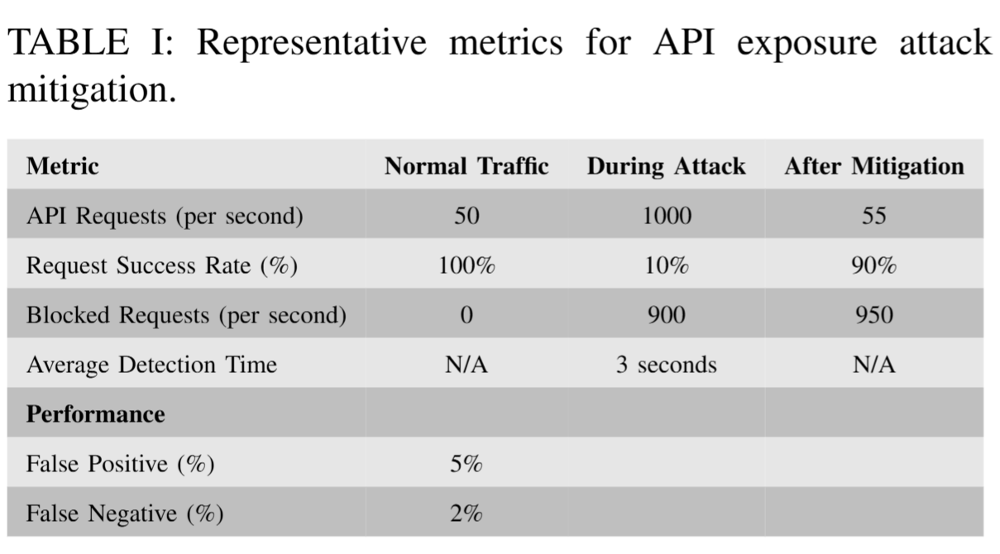 TABLE I: Representative metrics for API exposure attack
mitigation.
Metric Normal Traffic During Attack After Mitigation
API Requests (per second) 50 1000 55
Request Success Rate (%) 100% 10% 90%
Blocked Requests (per second) 0 900 950
Average Detection Time N/A 3 seconds N/A
Performance
False Positive (%) 5%
False Negative (%) 2%